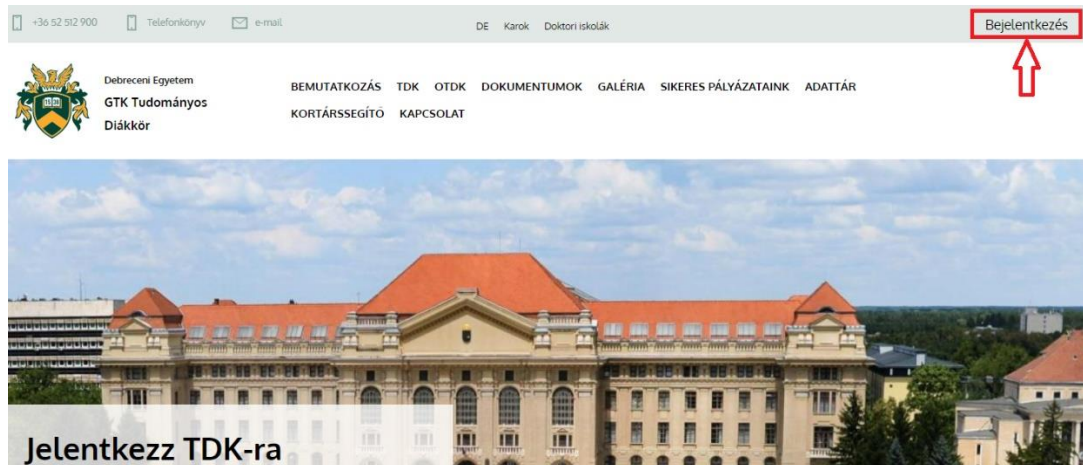 +36 52 512 900 Telefonkönyv e-mail DE Karok Doktori iskolák Bejelentkezés
Debreceni Egyetem
GTK Tudományos
Diákkör
BEMUTATKOZÁS TDK OTDK DOKUMENTUMOK GALÉRIA SIKERES PÁLYÁZATAINK ADATTÁR
KORTÁRSSEGÍTŐ KAPCSOLAT
Jelentkezz TDK-ra